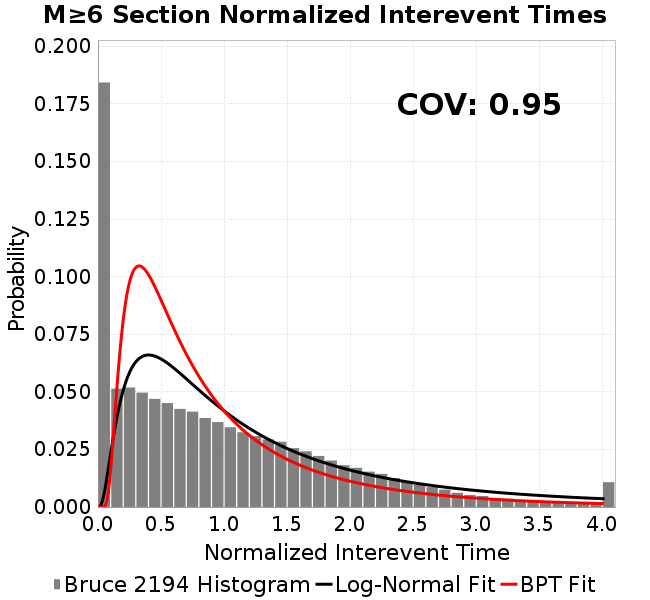 M≥6 Section Normalized Interevent Times
COV: 0.95
Probability
0.200
0.175
0.150
0.125
0.100
0.075
0.050
0.025
0.000
0.0 0.5 1.0 1.5 2.0 2.5 3.0 3.5 4.0
Normalized Interevent Time
Bruce 2194 Histogram Log-Normal Fit BPT Fit